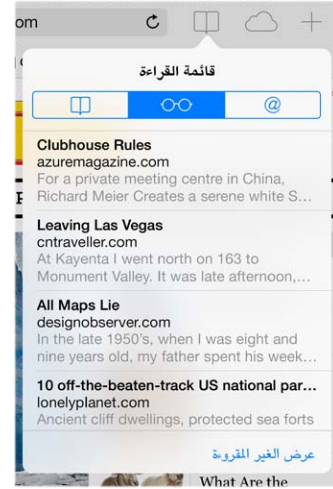 om
قائمة القراءة
@
Clubhouse Rules
azuremagazine.com
For a private meeting centre in China,
Richard Meier Creates a serene white S...
Leaving Las Vegas
cntraveller.com
At Kayenta I went north on 163 to
Monument Valley. It was late afternoon,...
All Maps Lie
designobserver.com
In the late 1950's, when I was eight and
nine years old, my father spent his week...
10 off-the-beaten-track US national par...
lonelyplanet.com
Ancient cliff dwellings, protected sea forts
عرض الغير المقروءة
What Are the